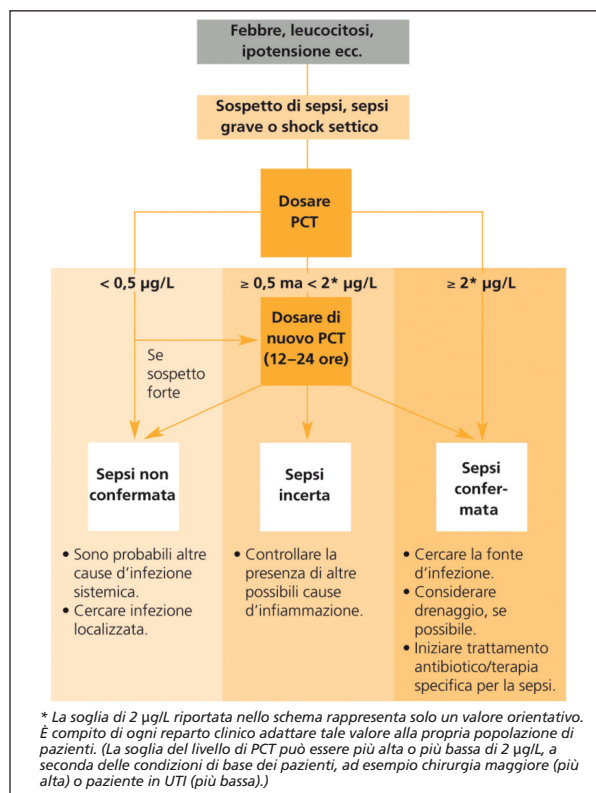 Febbre, leucocitosi,
ipotensione ecc.
Sospetto di sepsi, sepsi
grave o shock settico
Dosare
PCT
< 0,5 µg/L
≥ 0,5 ma < 2* µg/L
≥ 2* µg/L
Dosare di
nuovo PCT
(12–24 ore)
Se
sospetto
forte
Sepsi non
confermata
Sepsi
incerta
Sepsi
confer-
mata
• Sono probabili altre
cause d’infezione
sistemica.
• Cercare infezione
localizzata.
• Controllare la
presenza di altre
possibili cause
d’infiammazione.
• Cercare la fonte
d’infezione.
• Considerare
drenaggio, se
possibile.
• Iniziare trattamento
antibiotico/terapia
specifica per la sepsi.
* La soglia di 2 µg/L riportata nello schema rappresenta solo un valore orientativo.
È compito di ogni reparto clinico adattare tale valore alla propria popolazione di
pazienti. (La soglia del livello di PCT può essere più alta o più bassa di 2 µg/L, a
seconda delle condizioni di base dei pazienti, ad esempio chirurgia maggiore (più
alta) o paziente in UTI (più bassa).)